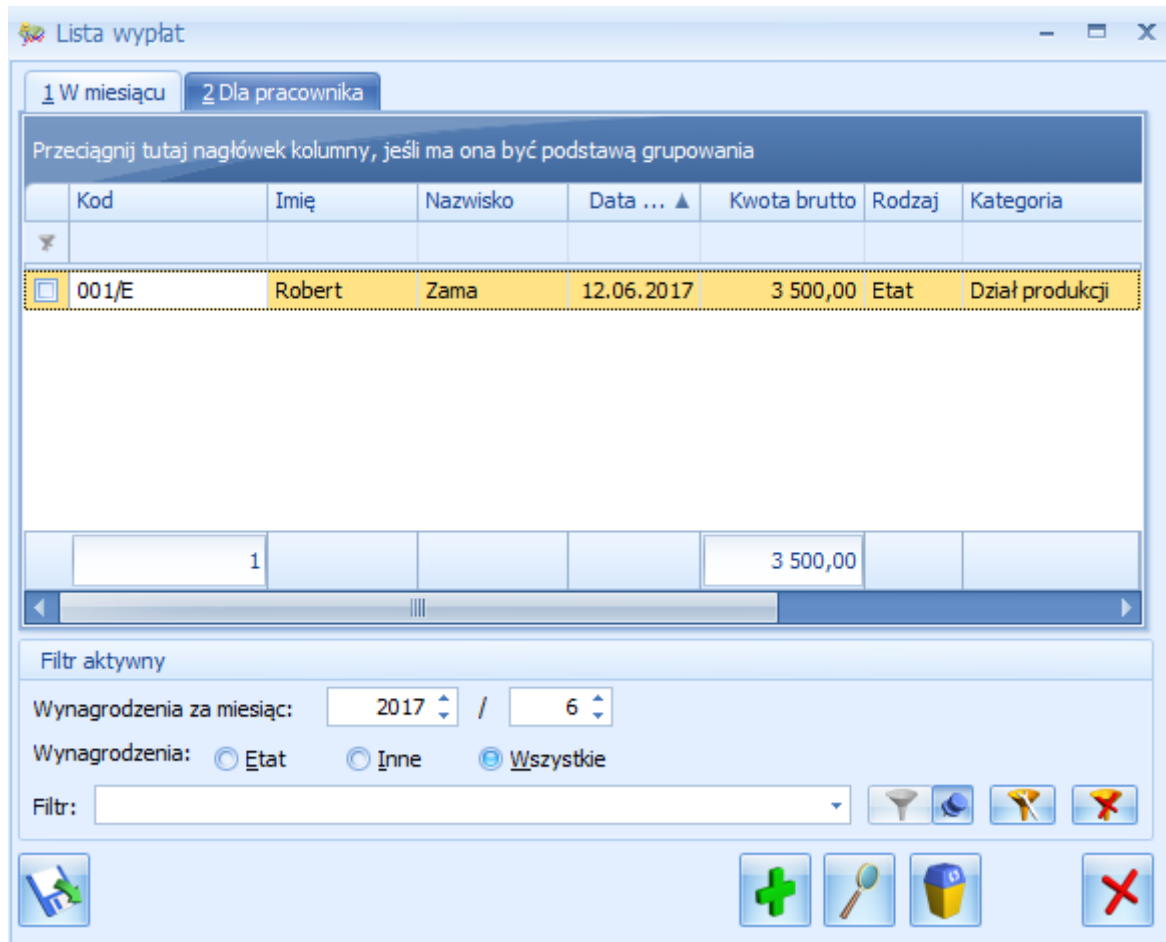 Lista wypłat
1 W miesiącu 2 Dla pracownika
Przeciągnij tutaj nagłówek kolumny, jeśli ma ona być podstawą grupowania
Kod Imię Nazwisko Data ... Kwota brutto Rodzaj Kategoria
001/E Robert Zama 12.06.2017 3 500,00 Etat Dział produkcji
1 3 500,00
Filtr aktywny
Wynagrodzenia za miesiąc: 2017 / 6
Wynagrodzenia: Etat Inne Wszystkie
Filtr: